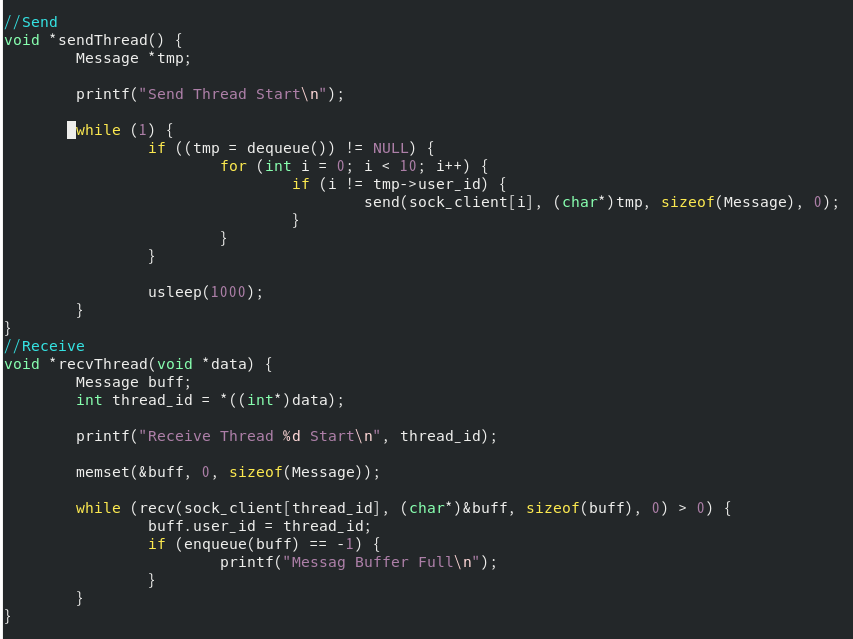 //Send
void *sendThread() {
        Message *tmp;

        printf("Send Thread Start\n");

        while (1) {
                if ((tmp = dequeue()) != NULL) {
                        for (int i = 0; i < 10; i++) {
                                if (i != tmp->user_id) {
                                        send(sock_client[i], (char*)tmp, sizeof(Message), 0);
                                }
                        }
                }

                usleep(1000);
        }
}
//Receive
void *recvThread(void *data) {
        Message buff;
        int thread_id = *((int*)data);

        printf("Receive Thread %d Start\n", thread_id);

        memset(&buff, 0, sizeof(Message));

        while (recv(sock_client[thread_id], (char*)&buff, sizeof(buff), 0) > 0) {
                buff.user_id = thread_id;
                if (enqueue(buff) == -1) {
                        printf("Messag Buffer Full\n");
                }
        }
}